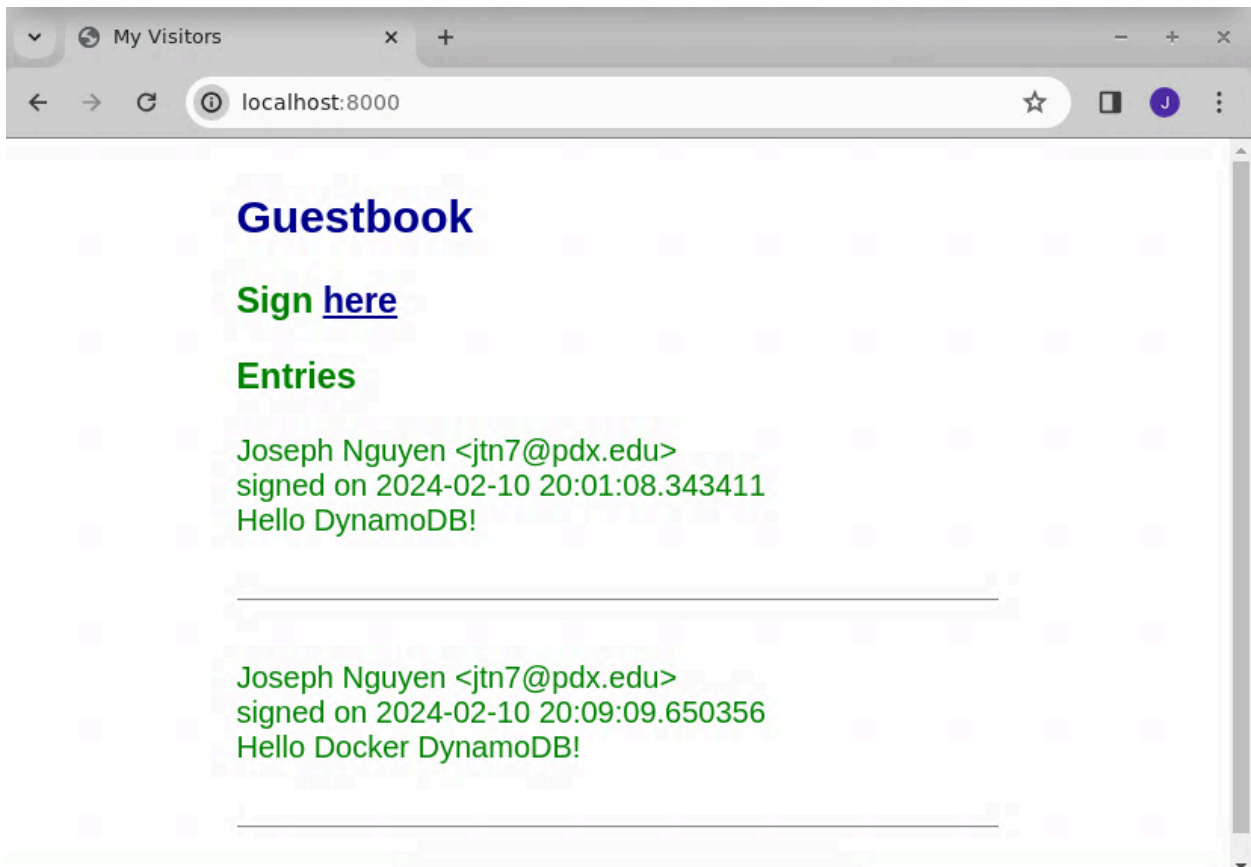 My Visitors
localhost:8000
J
Guestbook
Sign here
Entries
Joseph Nguyen <jtn7@pdx.edu>
signed on 2024-02-10 20:01:08.343411
Hello DynamoDB!
Joseph Nguyen <jtn7@pdx.edu>
signed on 2024-02-10 20:09:09.650356
Hello Docker DynamoDB!